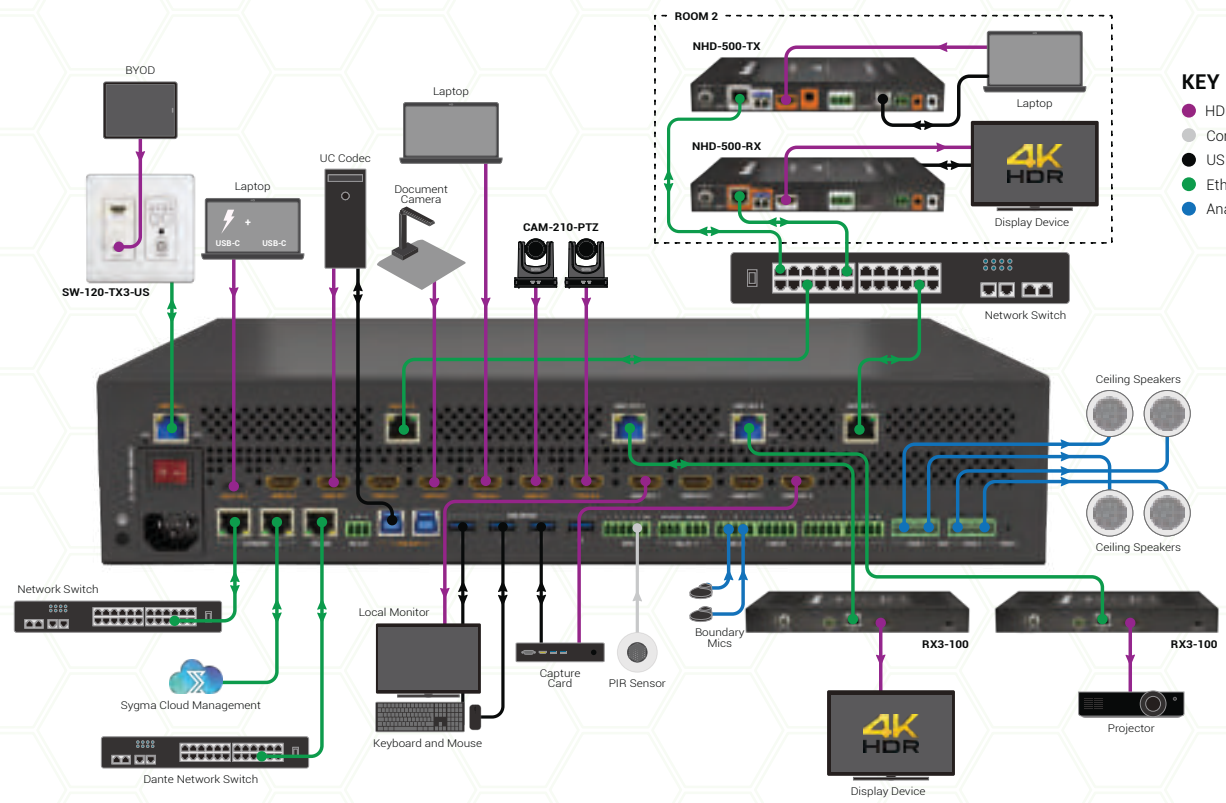 ROOM 2
NHD-500-TX
Laptop
NHD-500-RX
4K
HDR
Display Device
KEY
HD
Con
US
Eth
Ana
BYOD
Laptop
UC Codec
Laptop
USB-C
+
USB-C
Document
Camera
CAM-210-PTZ
SW-120-TX3-US
Network Switch
Ceiling Speakers
Ceiling Speakers
Network Switch
Local Monitor
Boundary
Mics
RX3-100
RX3-100
Capture
Card
PIR Sensor
Sygma Cloud Management
Keyboard and Mouse
Projector
4K
HDR
Dante Network Switch
Display Device